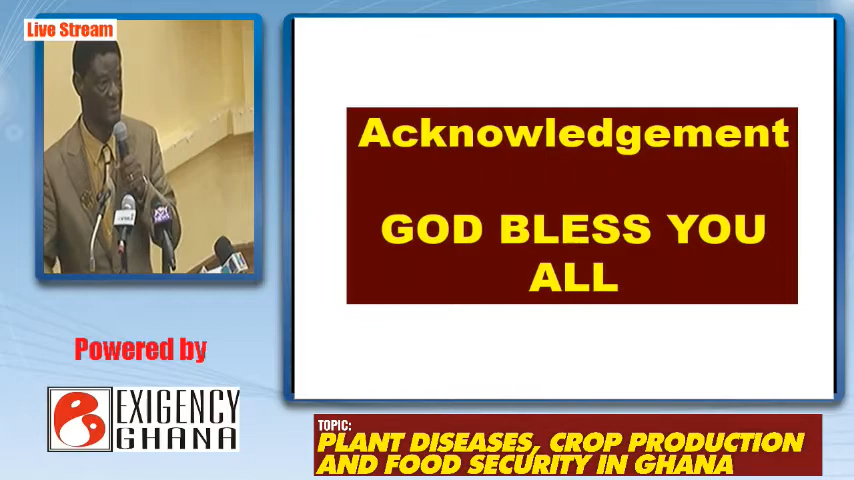 Live Stream
Acknowledgement
GOD BLESS YOU
ALL
Powered by
EXIGENCY
GHANA
TOPIC:
PLANT DISEASES, CROP PRODUCTION
AND FOOD SECURITY IN GHANA